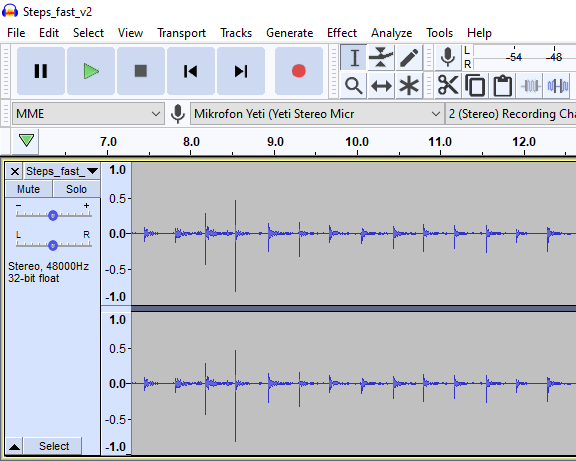 Steps_fast_v2
File Edit Select View Transport Tracks Generate Effect Analyze Tools Help
L
R
-54 -48
MME Mikrofon Yeti (Yeti Stereo Micr 2 (Stereo) Recording Cha
7.0 8.0 9.0 10.0 11.0 12.0
Steps_fast_
Mute Solo
- +
L R
Stereo, 48000Hz
32-bit float
1.0
0.5
0.0
-0.5
-1.0
1.0
0.5
0.0
-0.5
-1.0
Select